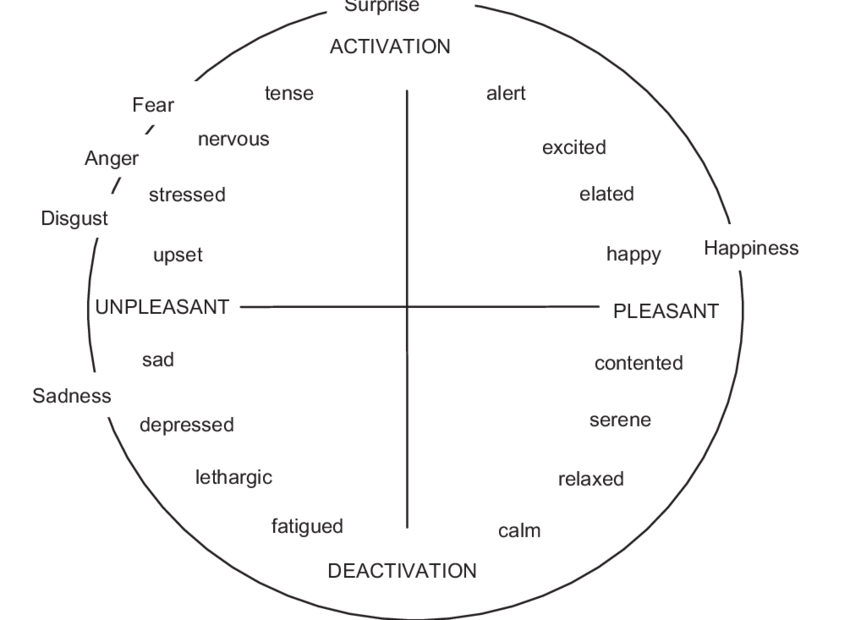 Surprise
ACTIVATION
tense
alert
Fear
nervous
excited
Anger
stressed
elated
Disgust
upset
happy
Happiness
UNPLEASANT
PLEASANT
sad
contented
Sadness
depressed
serene
lethargic
relaxed
fatigued
calm
DEACTIVATION